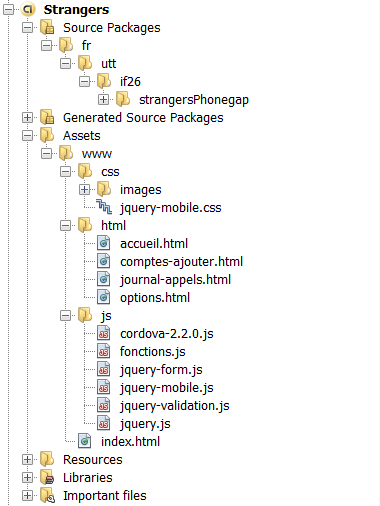 Strangers
Source Packages
fr
utt
if26
strangersPhonegap
Generated Source Packages
Assets
www
css
images
jquery-mobile.css
html
accueil.html
comptes-ajouter.html
journal-appels.html
options.html
js
cordova-2.2.0.js
fonctions.js
jquery-form.js
jquery-mobile.js
jquery-validation.js
jquery.js
index.html
Resources
Libraries
Important files